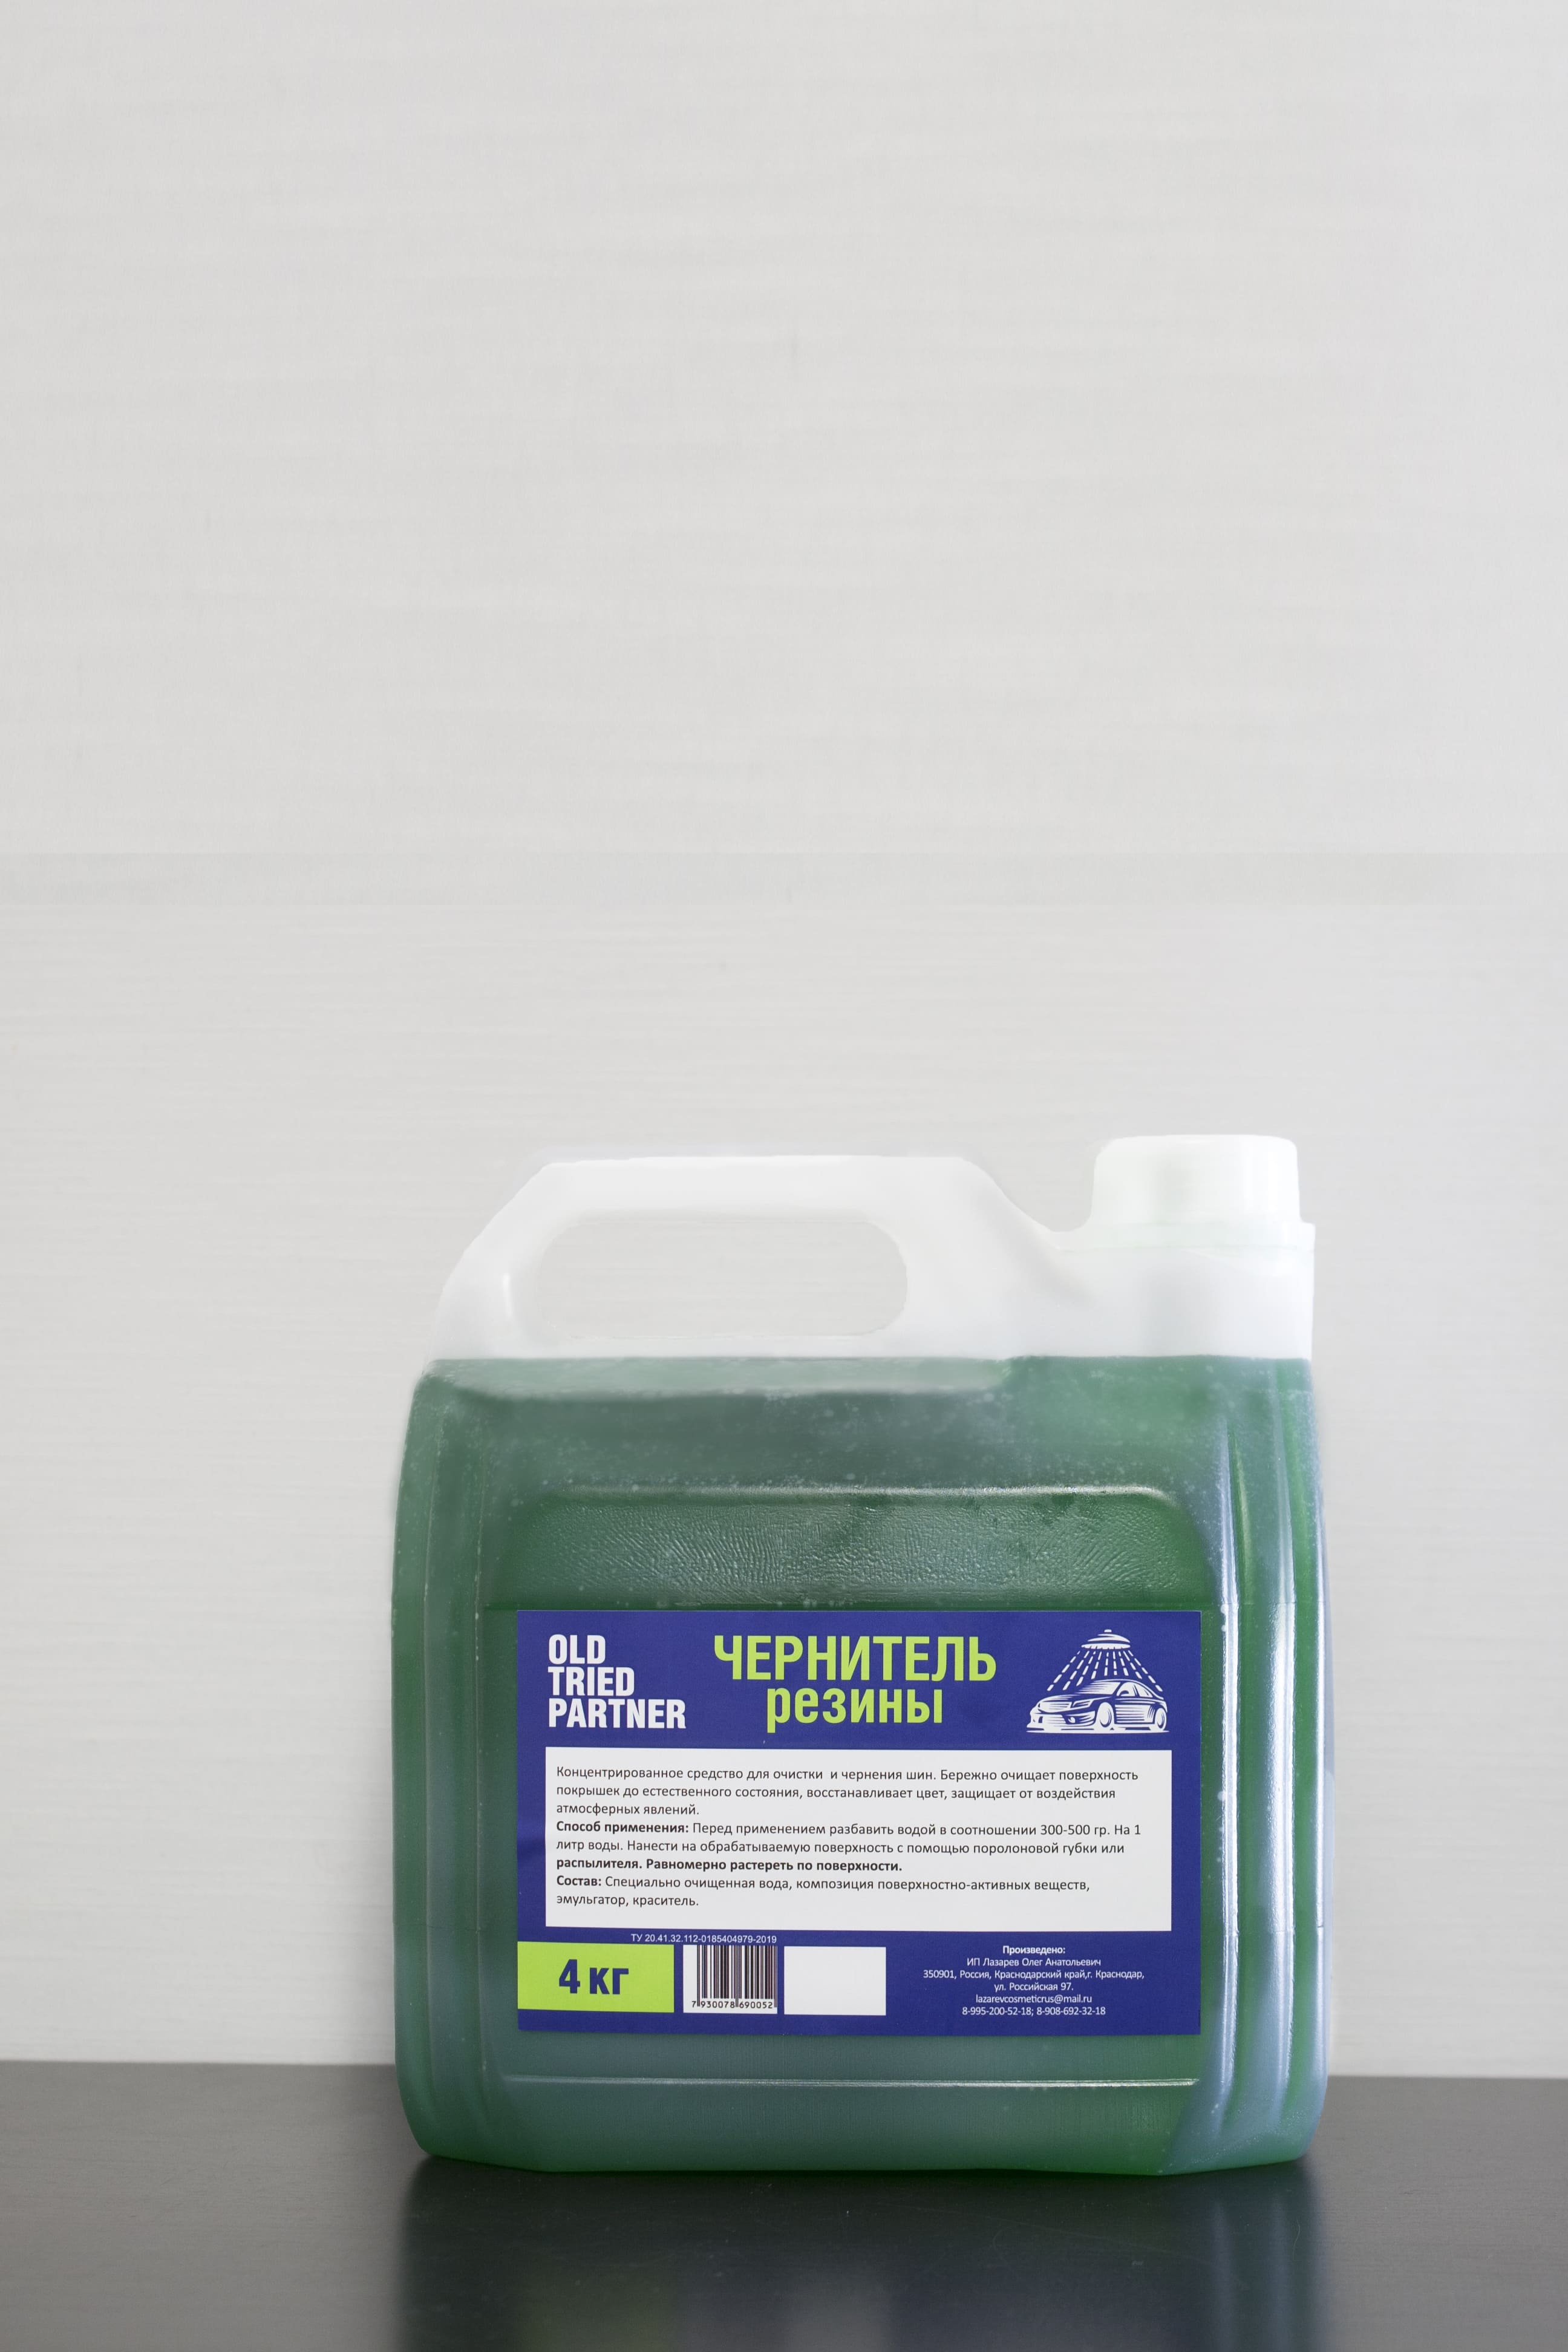 OLD
TRIED
PARTNER
ЧЕРНИТЕЛЬ
резины
Концентрированное средство для очистки и чернения шин. Бережно очищает поверхность
покрышек до естественного состояния, восстанавливает цвет, защищает от воздействия
атмосферных явлений.
Способ применения: Перед применением разбавить водой в соотношении 300-500 гр. На 1
литр воды. Нанести на обрабатываемую поверхность с помощью поролоновой губки или
распылителя. Равномерно растереть по поверхности.
Состав: Специально очищенная вода, композиция поверхностно-активных веществ,
эмульгатор, краситель.
ТУ 20.41.32.112-0185404979-2019
4 кг
7 930078 690052
Произведено:
ИП Лазарев Олег Анатольевич
350901, Россия, Краснодарский край,г. Краснодар,
ул. Российская 97.
lazarevcosmeticrus@mail.ru
8-995-200-52-18; 8-908-692-32-18